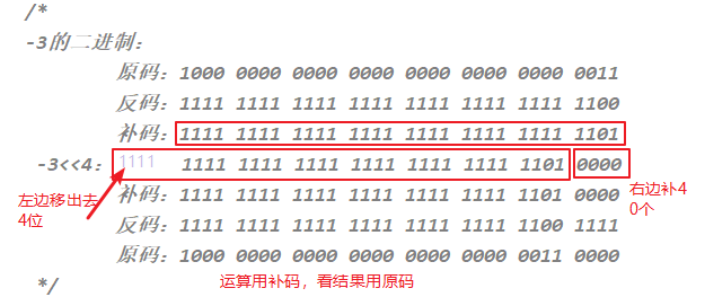 /*
-3的二进制：
原码：1000 0000 0000 0000 0000 0000 0000 0011
反码：1111 1111 1111 1111 1111 1111 1111 1100
补码：1111 1111 1111 1111 1111 1111 1111 1101
-3<<4：1111 1111 1111 1111 1111 1111 1111 1101 0000
左边移出去
4位
补码：1111 1111 1111 1111 1111 1111 1101 0000
右边补4
0个
反码：1111 1111 1111 1111 1111 1111 1100 1111
原码：1000 0000 0000 0000 0000 0000 0011 0000
*/
运算用补码，看结果用原码